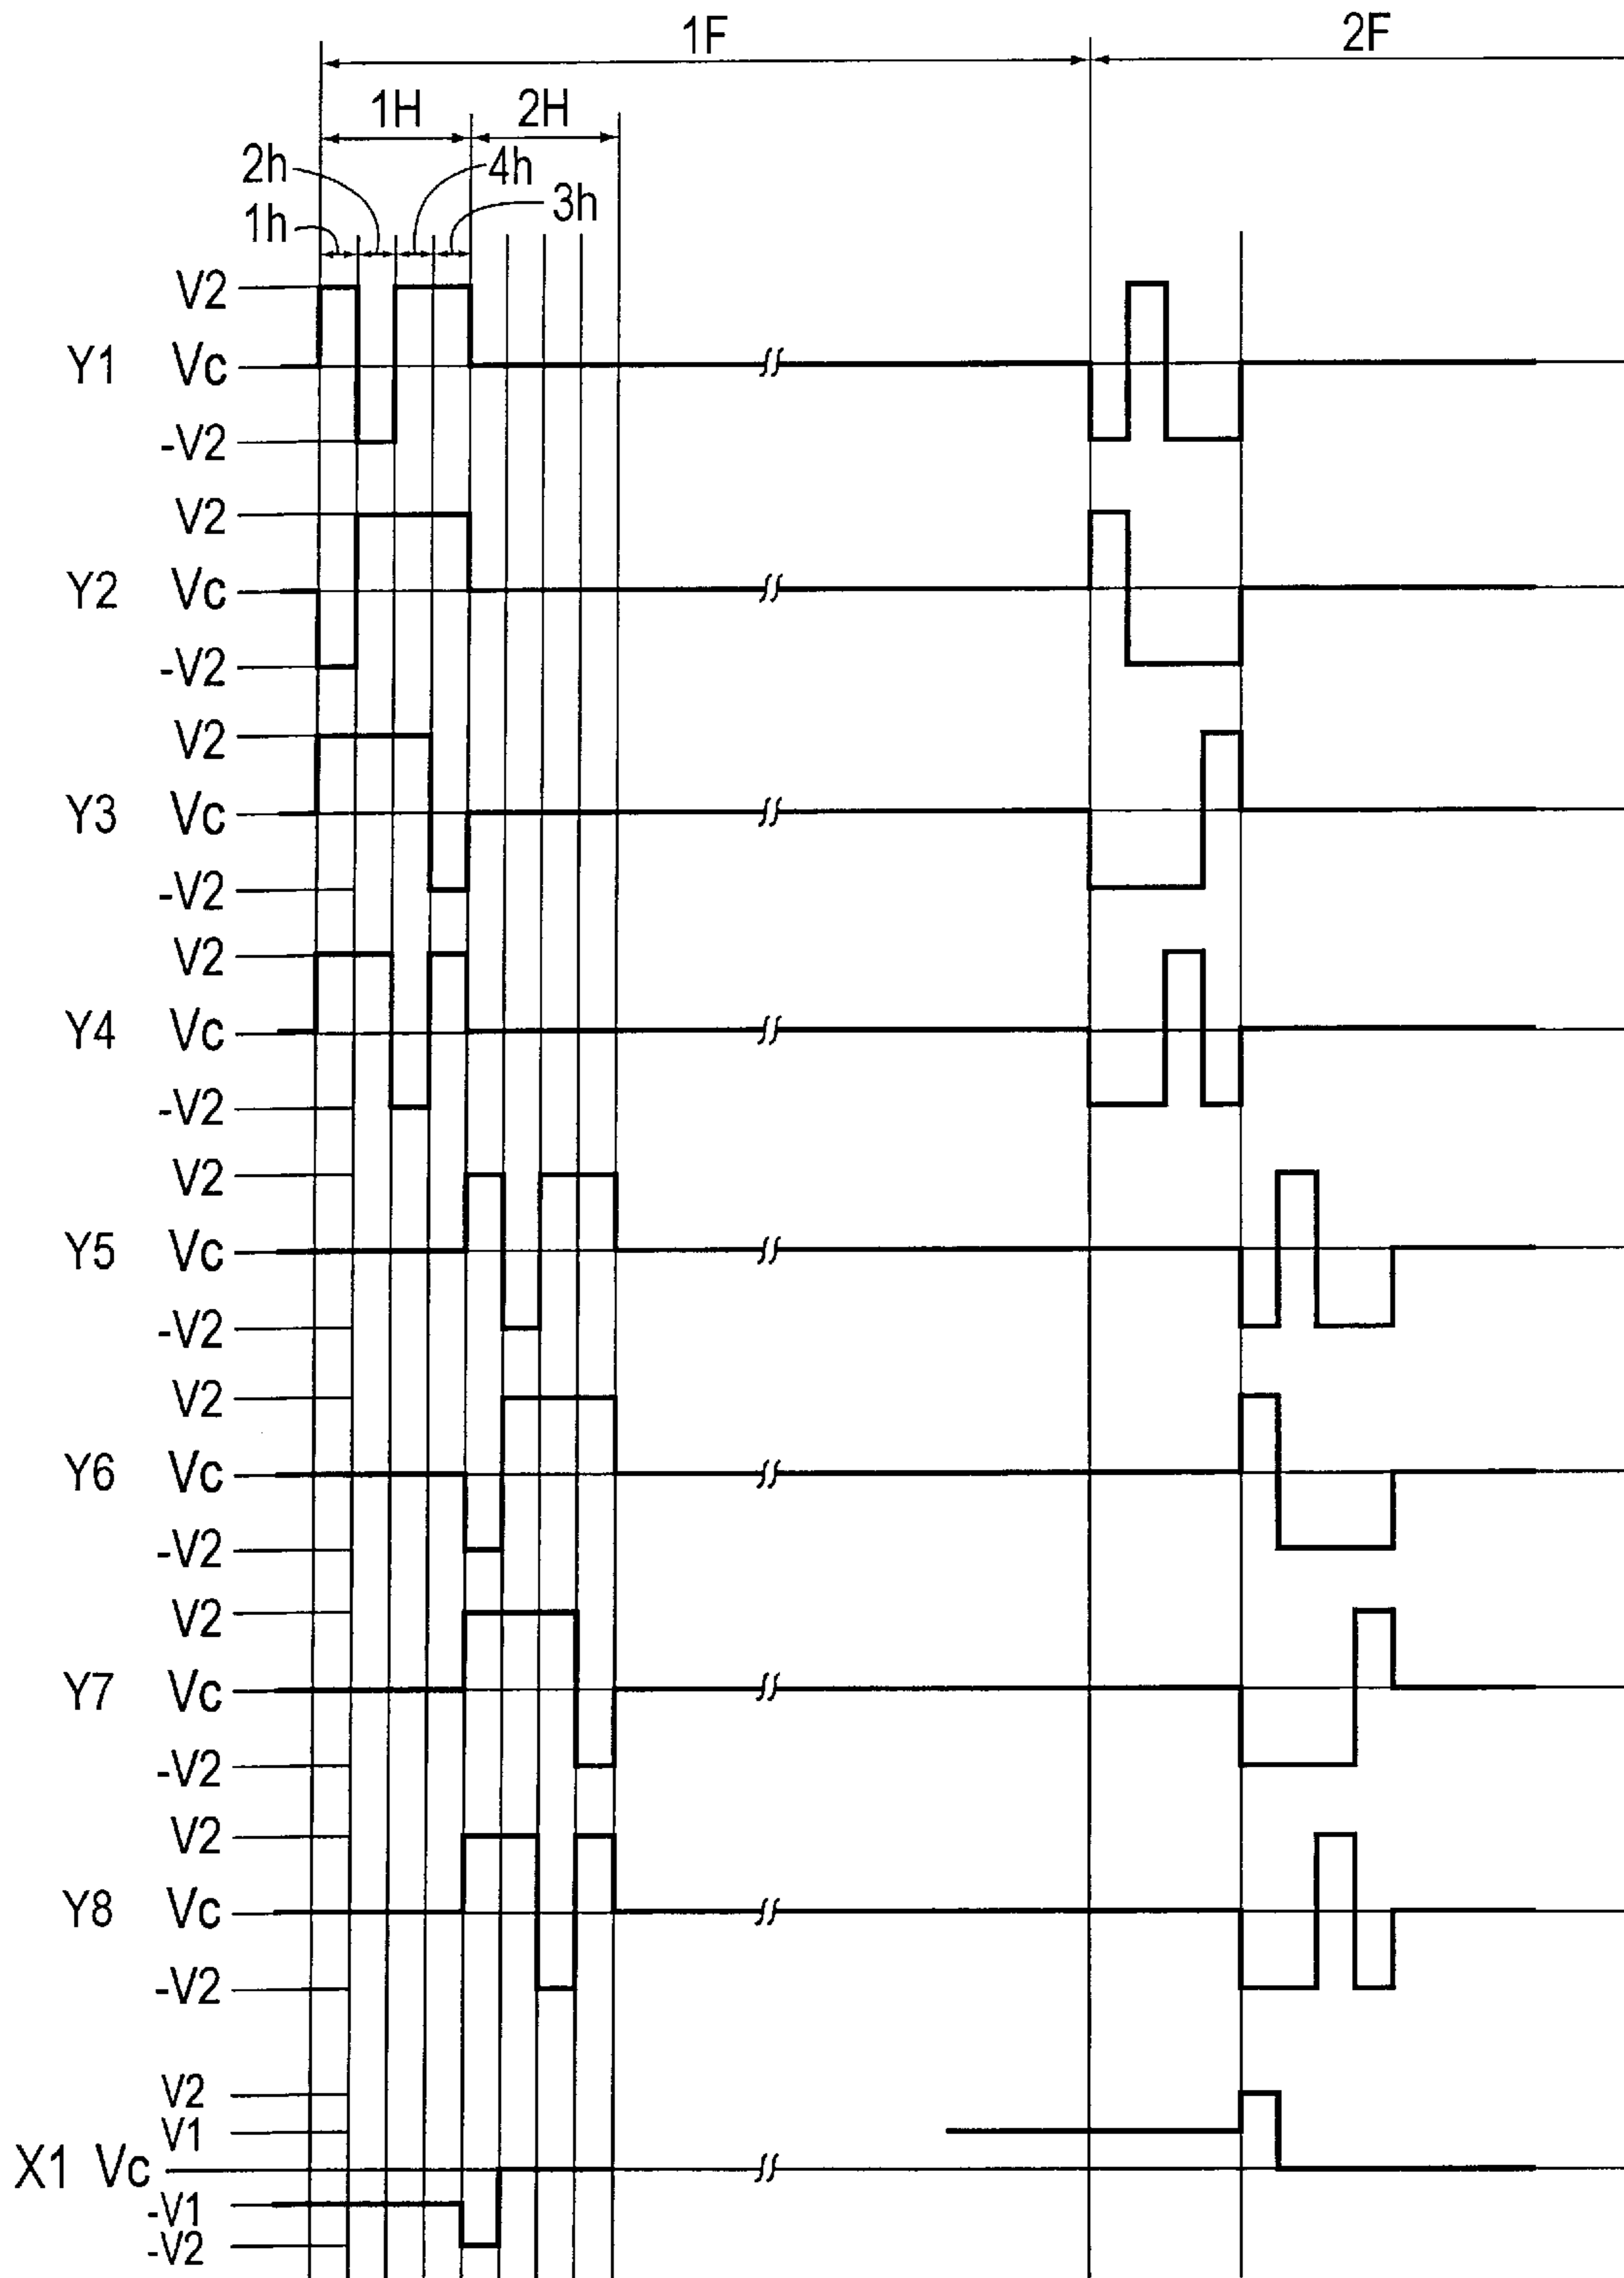 1F 2F
1H 2H
2h 4h
1h 3h
V2
Y1 Vc
-V2
V2
Y2 Vc
-V2
V2
Y3 Vc
-V2
V2
Y4 Vc
-V2
V2
Y5 Vc
-V2
V2
Y6 Vc
-V2
V2
Y7 Vc
-V2
V2
Y8 Vc
-V2
V2
V1
X1 Vc
-V1
-V2